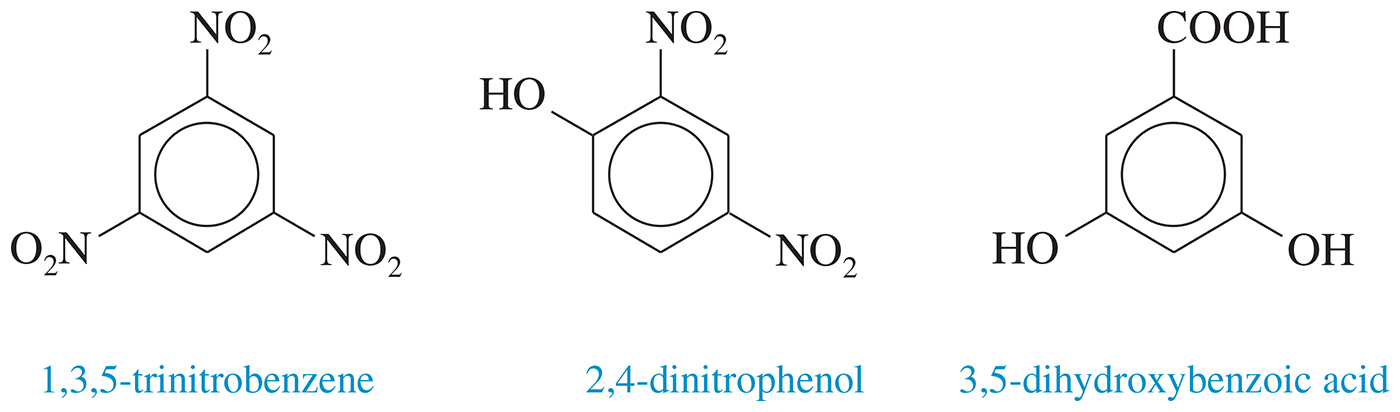 NO₂ NO₂ COOH
HO
O₂N NO₂ NO₂ HO OH
1,3,5-trinitrobenzene 2,4-dinitrophenol 3,5-dihydroxybenzoic acid